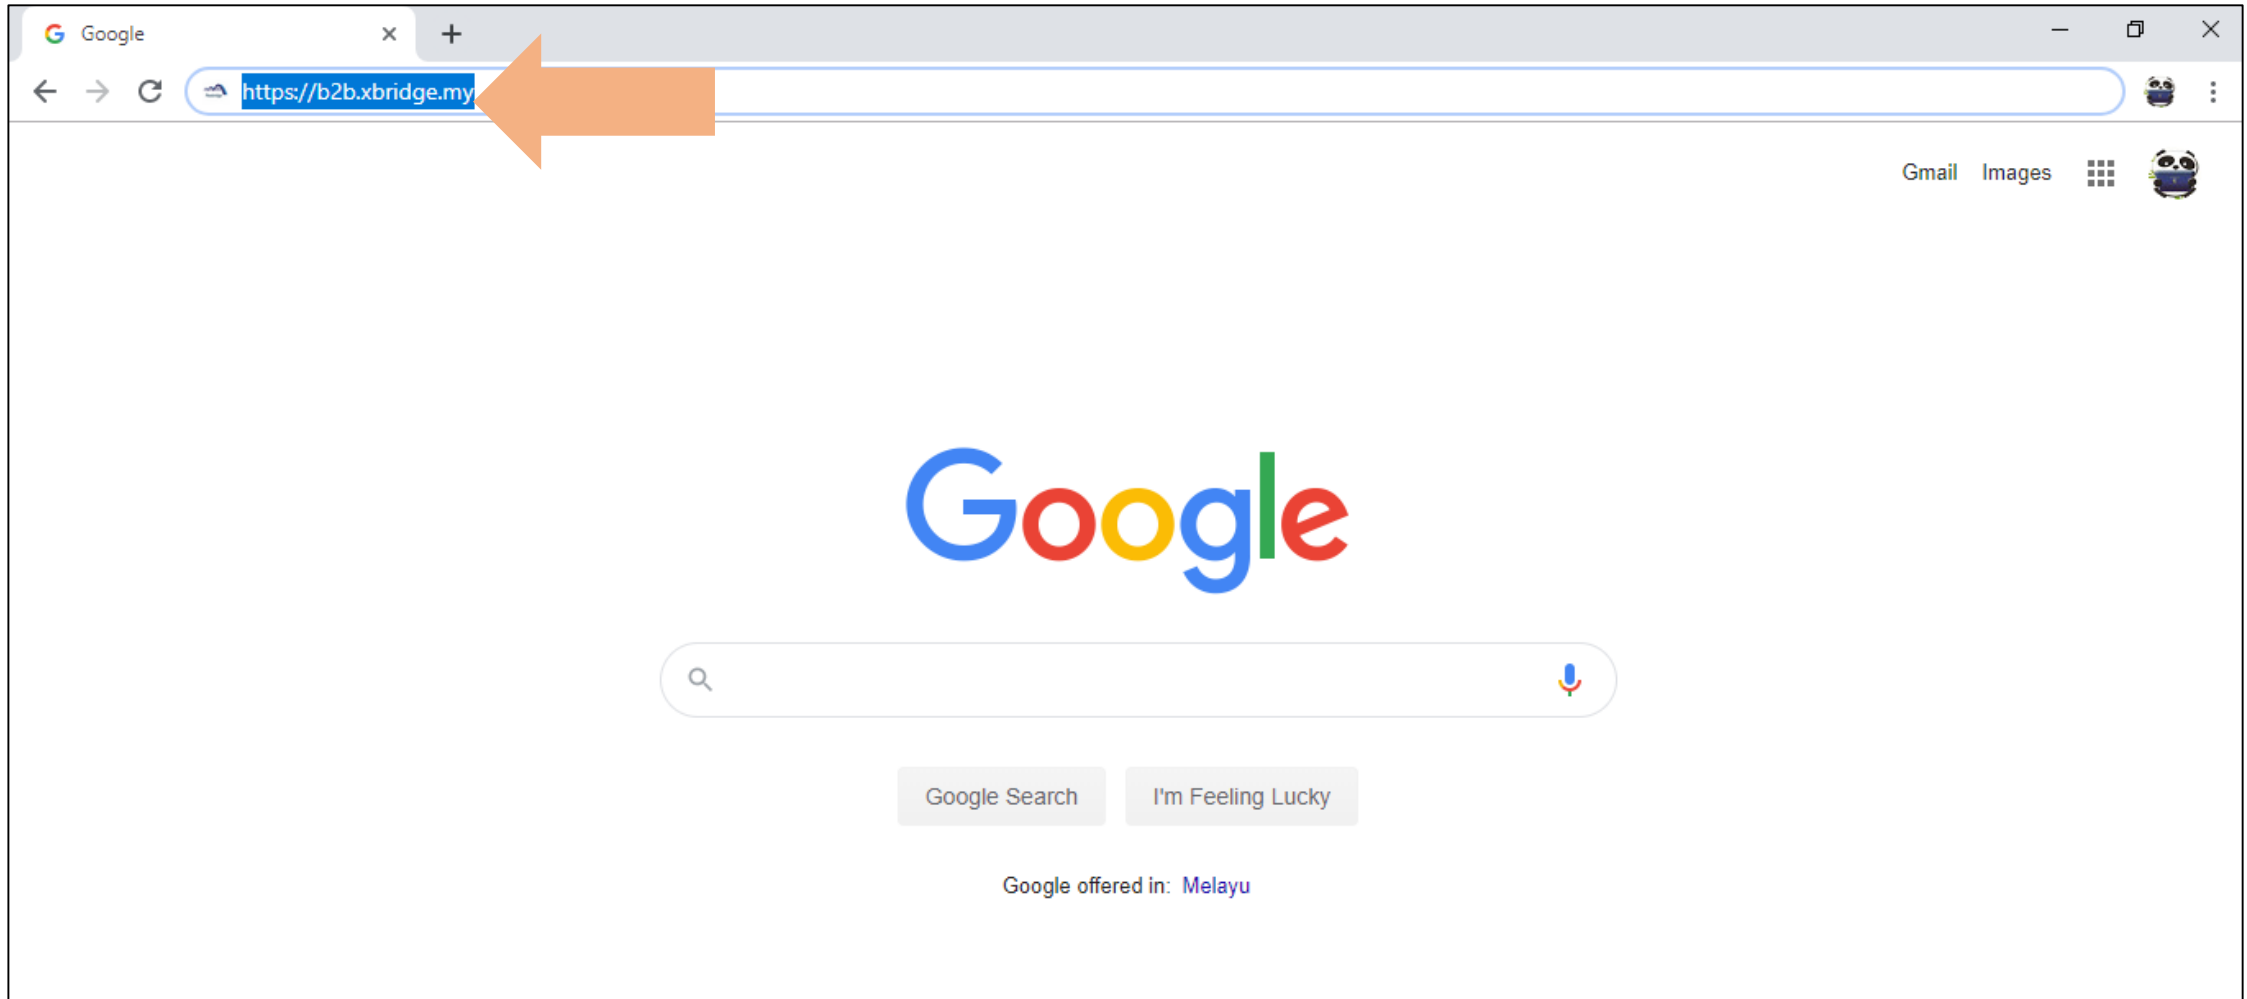 Google
https://b2b.xbridge.my
Gmail Images
Google
Google Search I'm Feeling Lucky
Google offered in: Melayu